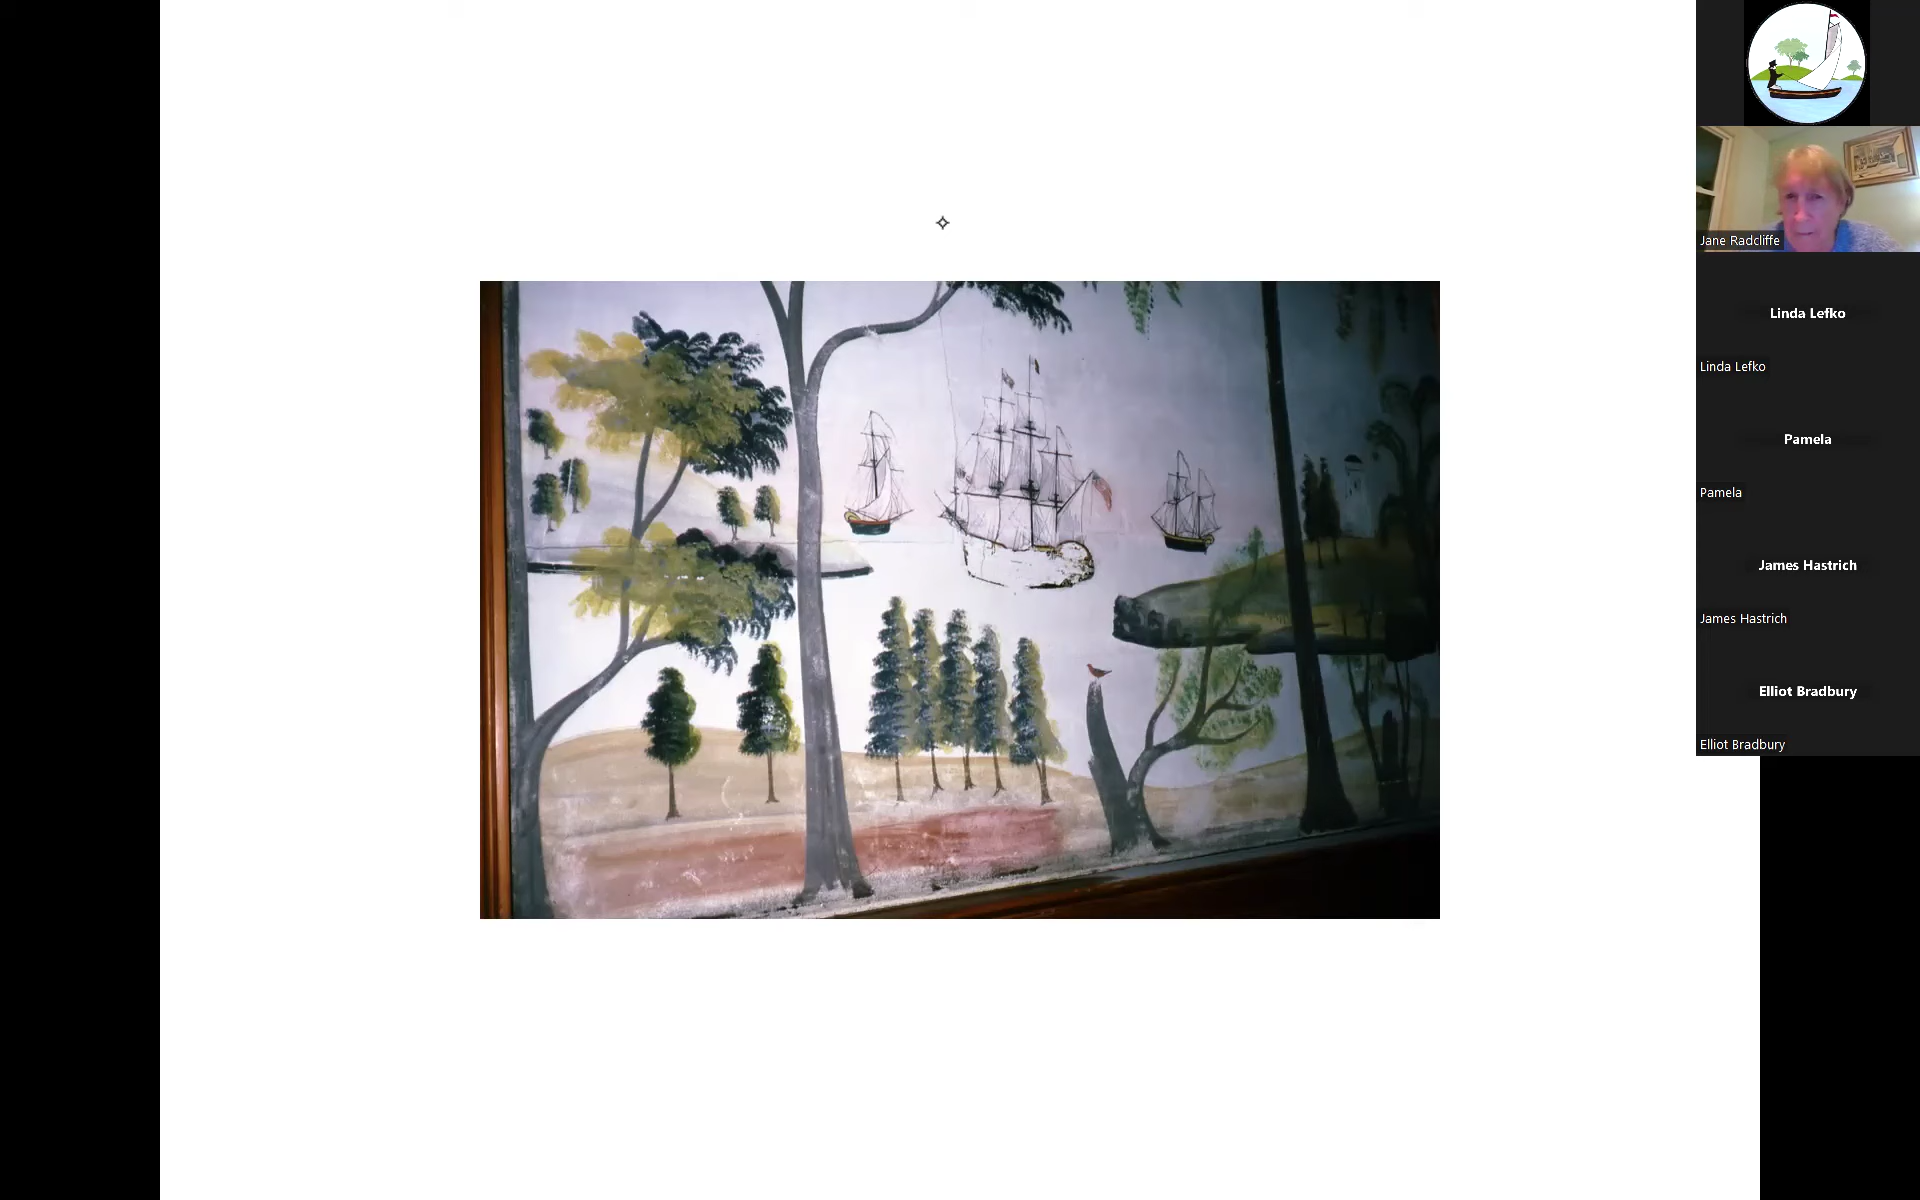 Jane Radcliffe
Linda Lefko
Linda Lefko
Pamela
Pamela
James Hastrich
James Hastrich
Elliot Bradbury
Elliot Bradbury